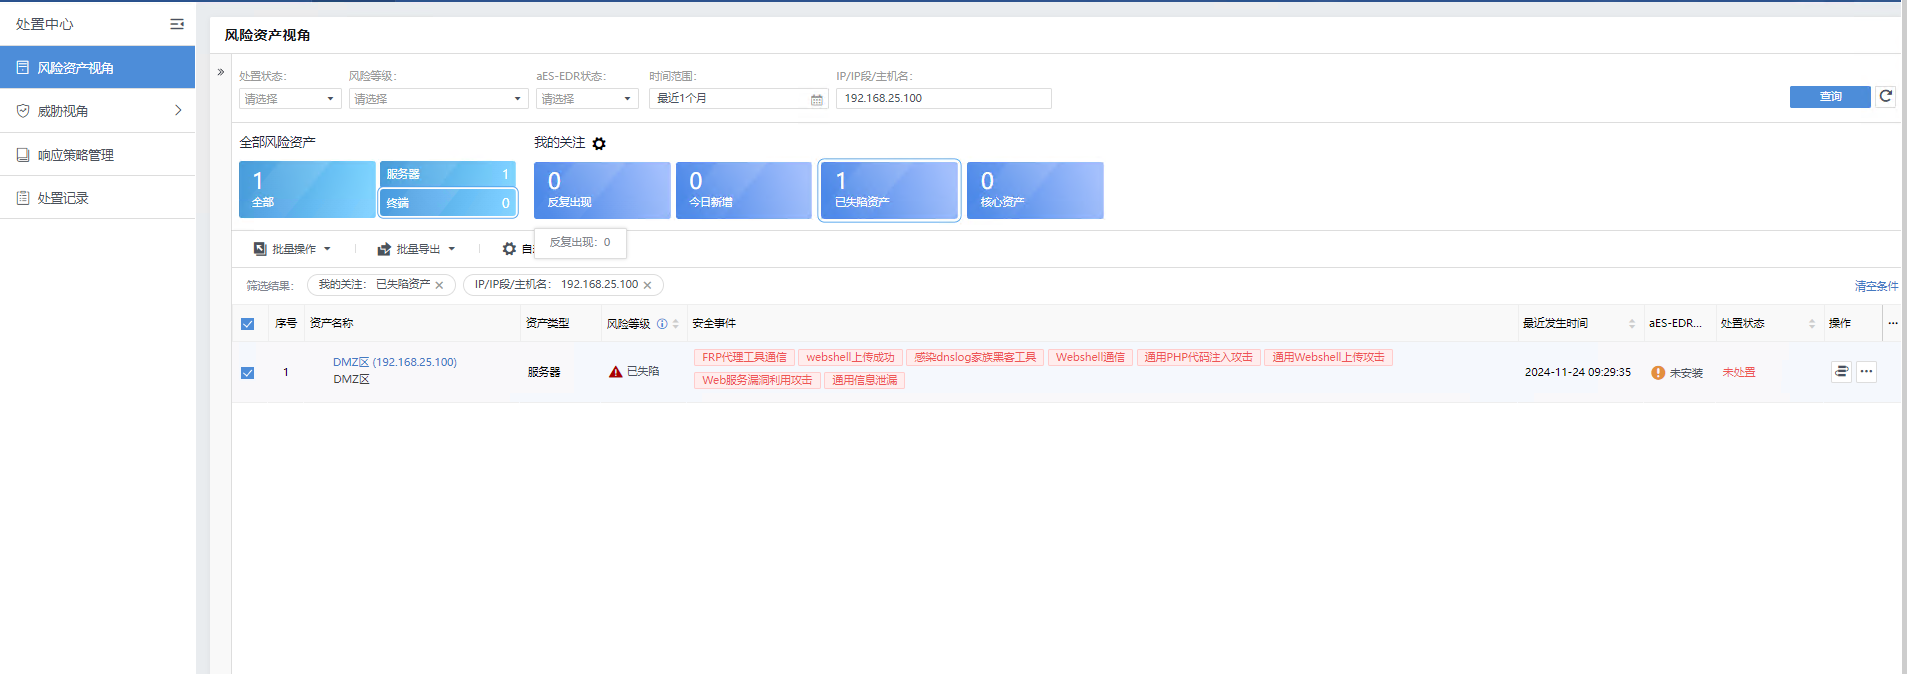 处置中心
风险资产视角
威胁视角
响应策略管理
处置记录
风险资产视角
处置状态: 风险等级: aES-EDR状态: 时间范围: IP/IP段/主机名:
请选择 请选择 请选择 最近1个月 192.168.25.100 查询
全部风险资产 我的关注
1 全部
服务器 1
终端 0
0 反复出现
0 今日新增
1 已失陷资产
0 核心资产
批量操作 批量导出
反复出现: 0
筛选结果: 我的关注: 已失陷资产 IP/IP段/主机名: 192.168.25.100 清空条件
序号 资产名称 资产类型 风险等级 安全事件 最近发生时间 aES-EDR... 处置状态 操作 ...
1 DMZ区 (192.168.25.100) 服务器 已失陷 FRP代理工具通信 webshell上传成功 感染dnslog家族黑客工具 Webshell通信 通用PHP代码注入攻击 通用Webshell上传攻击 2024-11-24 09:29:35 未安装 未处置
DMZ区 Web服务漏洞利用攻击 通用信息泄漏